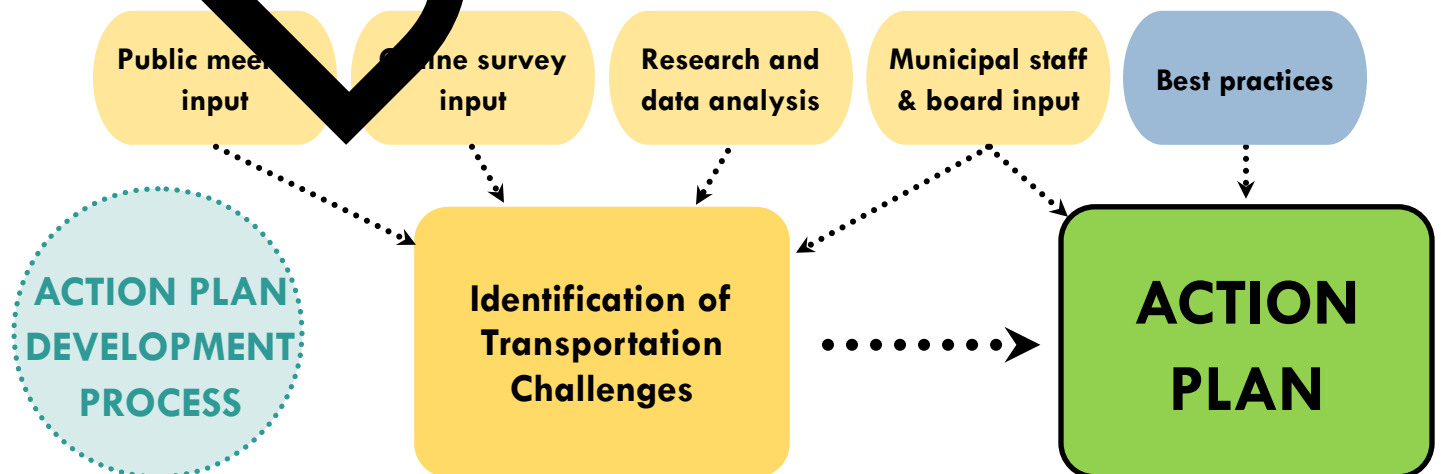 Public
input
survey
input
Research and
data analysis
Municipal staff
& board input
Best practices
ACTION PLAN
DEVELOPMENT
PROCESS
Identification of
Transportation
Challenges
ACTION
PLAN